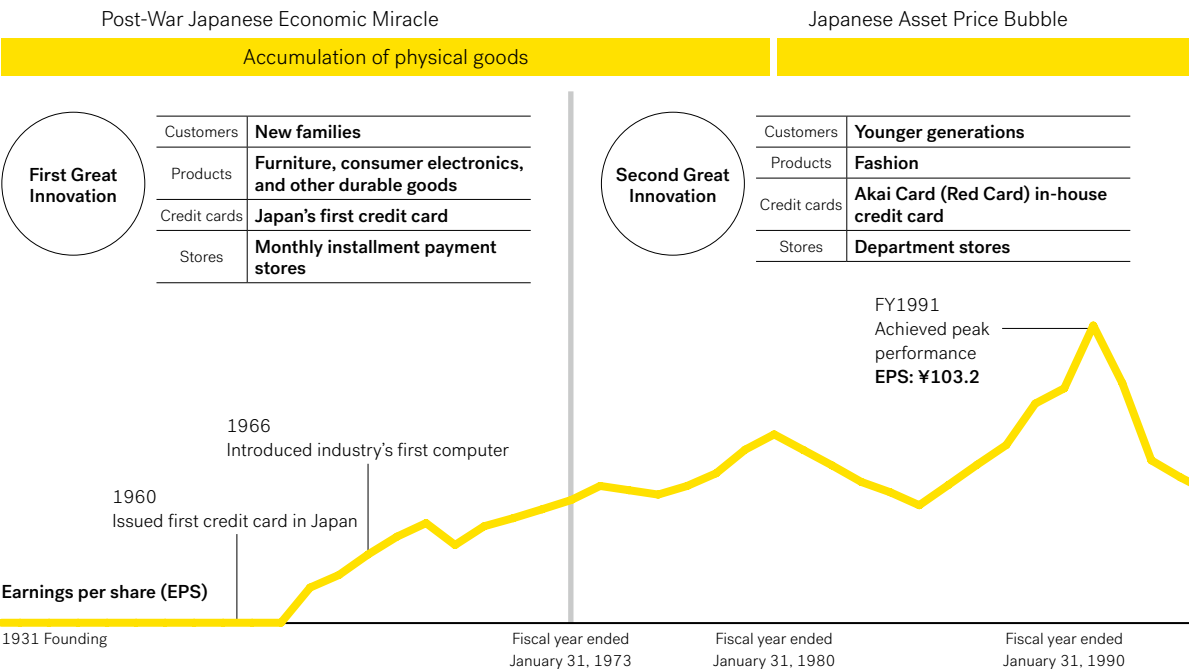 Post-War Japanese Economic Miracle
Japanese Asset Price Bubble
Accumulation of physical goods
First Great
Innovation
Customers New families
Products Furniture, consumer electronics,
and other durable goods
Credit cards Japan’s first credit card
Stores Monthly installment payment
stores
Second Great
Innovation
Customers Younger generations
Products Fashion
Credit cards Akai Card (Red Card) in-house
credit card
Stores Department stores
FY1991
Achieved peak
performance
EPS: ¥103.2
1966
Introduced industry’s first computer
1960
Issued first credit card in Japan
Earnings per share (EPS)
1931 Founding
Fiscal year ended
January 31, 1973
Fiscal year ended
January 31, 1980
Fiscal year ended
January 31, 1990